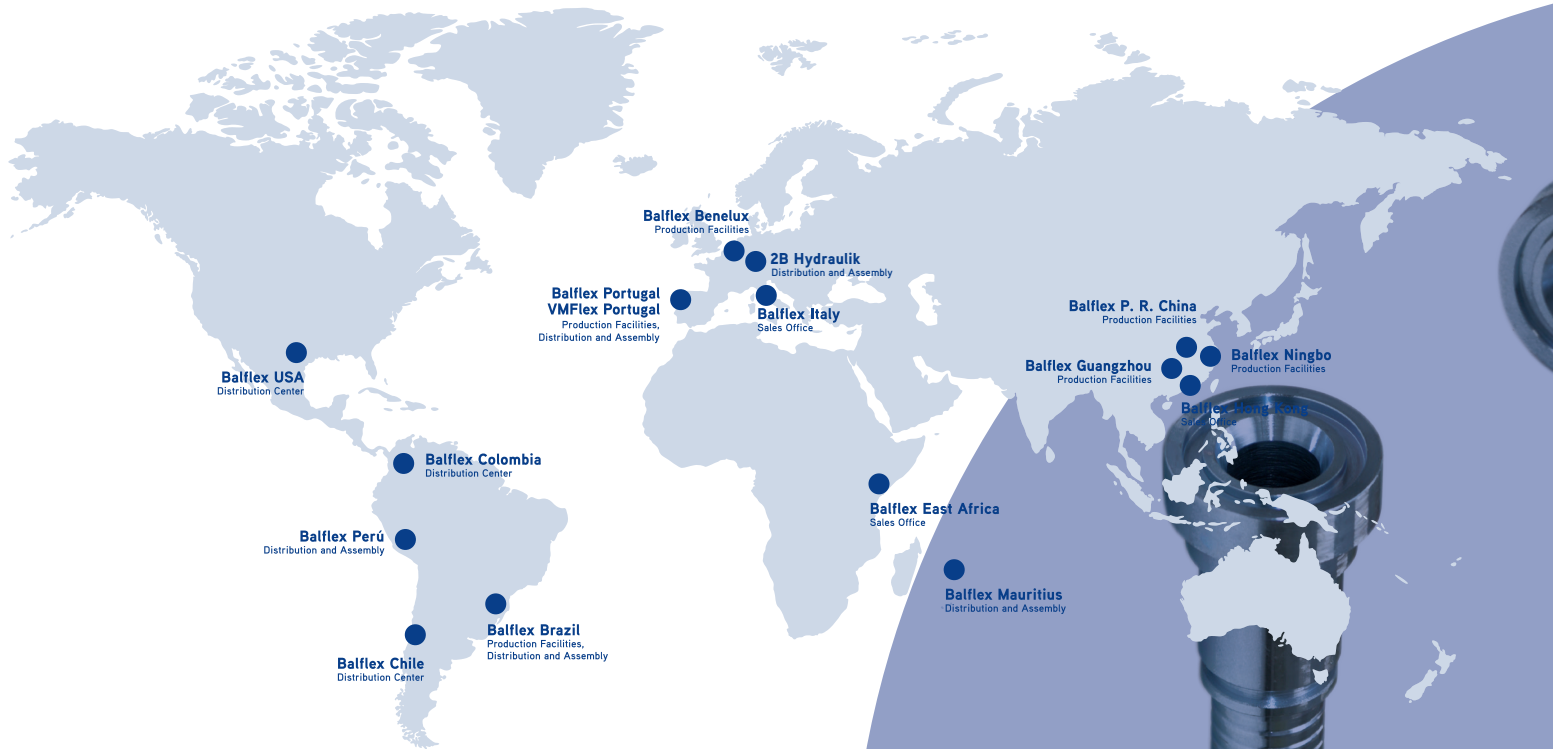 Balflex Benelux
Production Facilities
2B Hydraulik
Distribution and Assembly
Balflex Portugal
VMFlex Portugal
Production Facilities,
Distribution and Assembly
Balflex Italy
Sales Office
Balflex P. R. China
Production Facilities
Balflex Ningbo
Production Facilities
Balflex Guangzhou
Production Facilities
Balflex Hong Kong
Sales Office
Balflex USA
Distribution Center
Balflex Colombia
Distribution Center
Balflex East Africa
Sales Office
Balflex Perú
Distribution and Assembly
Balflex Mauritius
Distribution and Assembly
Balflex Brazil
Production Facilities,
Distribution and Assembly
Balflex Chile
Distribution Center